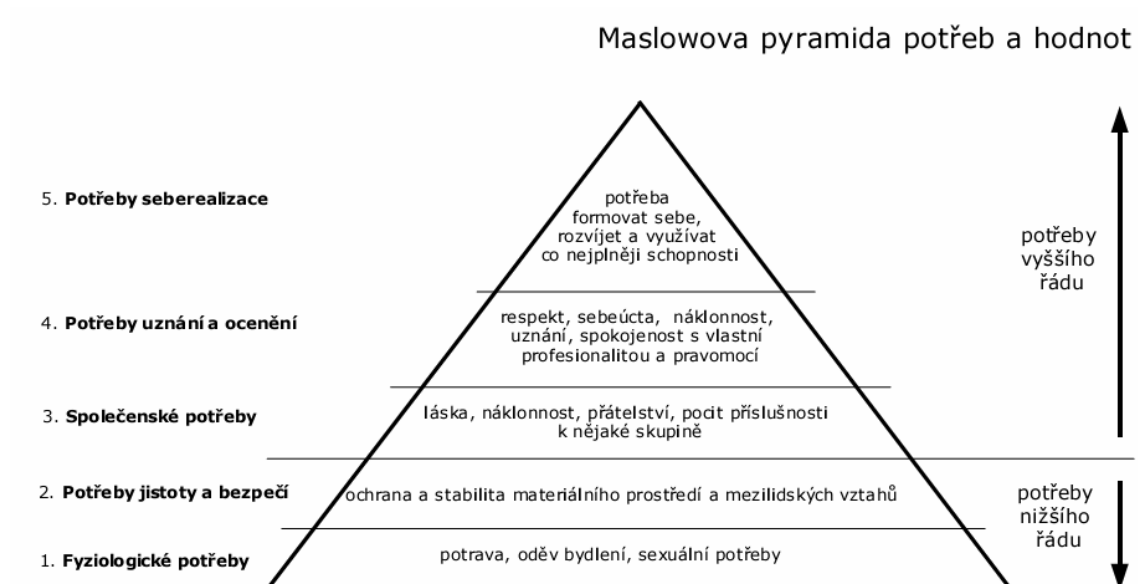 Maslowova pyramida potřeb a hodnot
5. Potřeby seberealizace
potřeba
formovat sebe,
rozvíjet a využívat
co nejplněji schopnosti
potřeby
vyššího
řádu
4. Potřeby uznání a ocenění
respekt, sebeúcta, náklonnost,
uznání, spokojenost s vlastní
profesionalitou a pravomocí
3. Společenské potřeby
láska, náklonnost, přátelství, pocit příslušnosti
k nějaké skupině
2. Potřeby jistoty a bezpečí
ochrana a stabilita materiálního prostředí a mezilidských vztahů
potřeby
nižšího
řádu
1. Fyziologické potřeby
potrava, oděv bydlení, sexuální potřeby